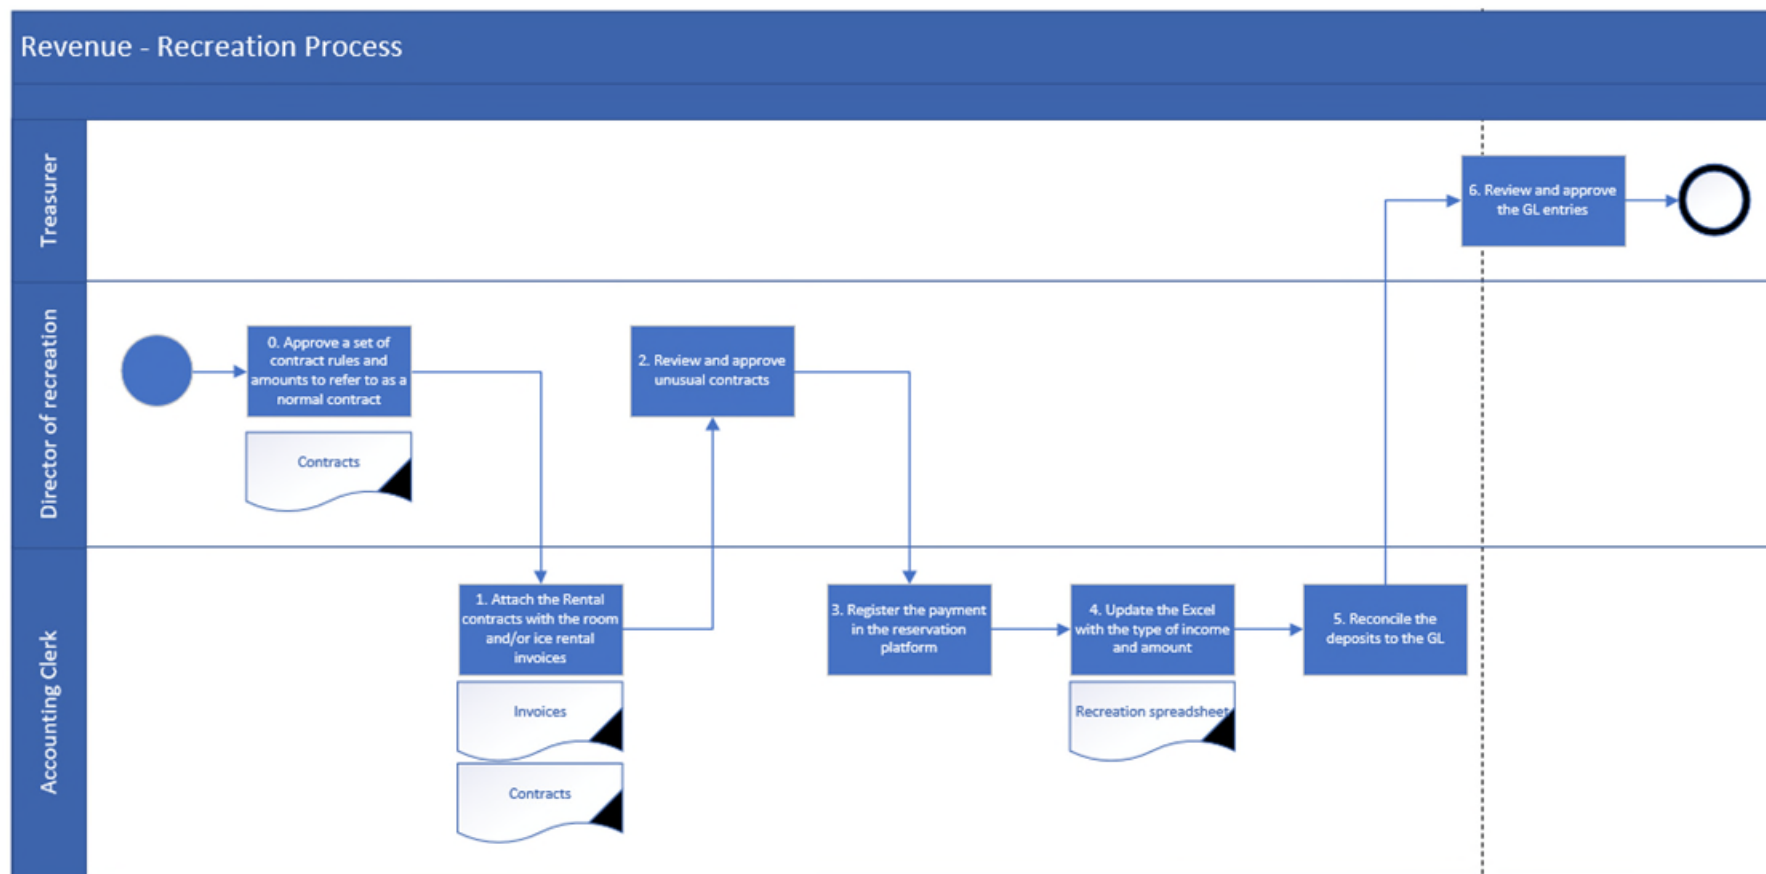 Revenue - Recreation Process
Treasurer
6. Review and approve
the GL entries
Director of recreation
0. Approve a set of
contract rules and
amounts to refer to as a
normal contract
Contracts
2. Review and approve
unusual contracts
Accounting Clerk
1. Attach the Rental
contracts with the room
and/or ice rental
invoices
Invoices
Contracts
3. Register the payment
in the reservation
platform
4. Update the Excel
with the type of income
and amount
Recreation spreadsheet
5. Reconcile the
deposits to the GL